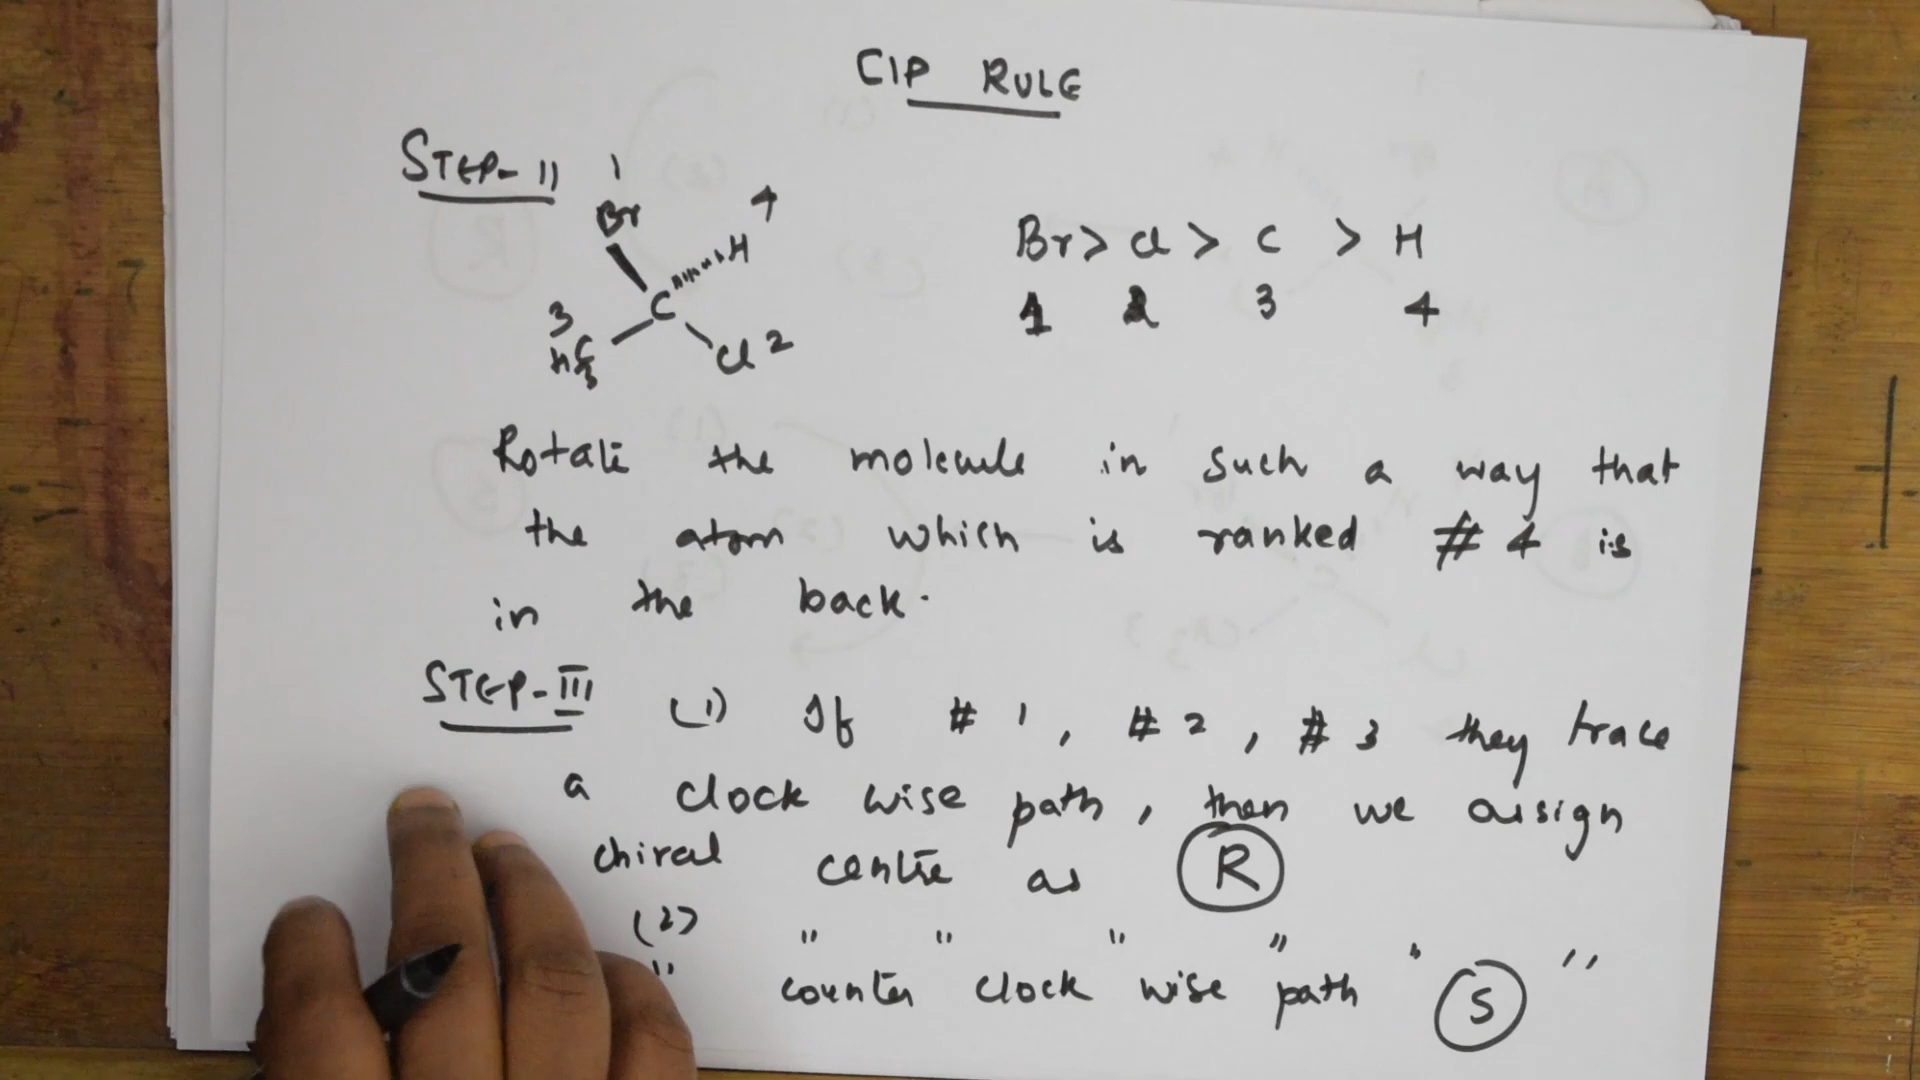 CIP RULE
STEP-II
1
Br
4
H
C
3
H3C
Cl 2
Br > Cl > C > H
1 2 3 4
Rotate the molecule in such a way that
the atom which is ranked # 4 is
in the back.
STEP-III (1) If # 1, # 2, # 3 they trace
a clock wise path, then we assign
chiral centre as R
(2) " " " " " "
" counter clock wise path S